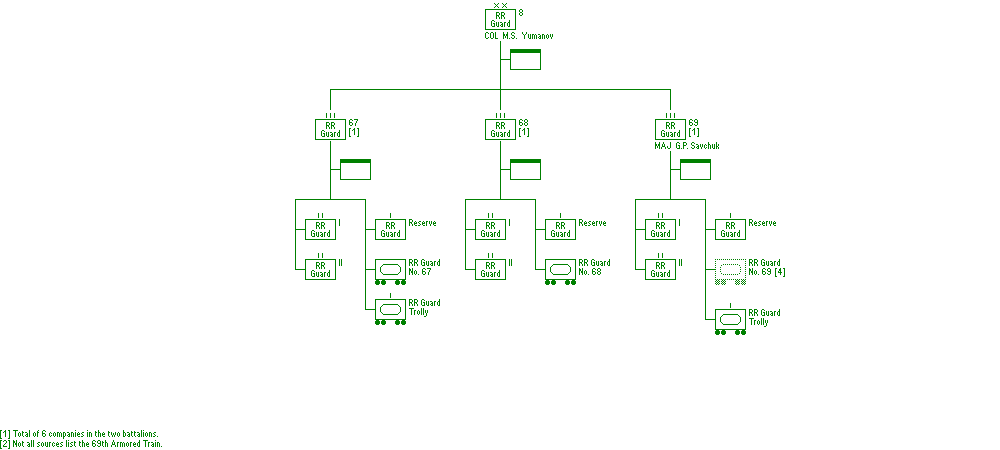 X X
RR 8
Guard
COL M.S. Yumanov
III
RR 67
Guard [1]
III
RR 68
Guard [1]
III
RR 69
Guard [1]
MAJ G.P. Savchuk
II
RR I
Guard
II
RR II
Guard
I
RR Reserve
Guard
RR Guard
No. 67
I
RR Guard
Trolly
II
RR I
Guard
II
RR II
Guard
I
RR Reserve
Guard
RR Guard
No. 68
II
RR I
Guard
II
RR II
Guard
I
RR Reserve
Guard
RR Guard
No. 69 [4]
I
RR Guard
Trolly
[1] Total of 6 companies in the two battalions.
[2] Not all sources list the 69th Armored Train.